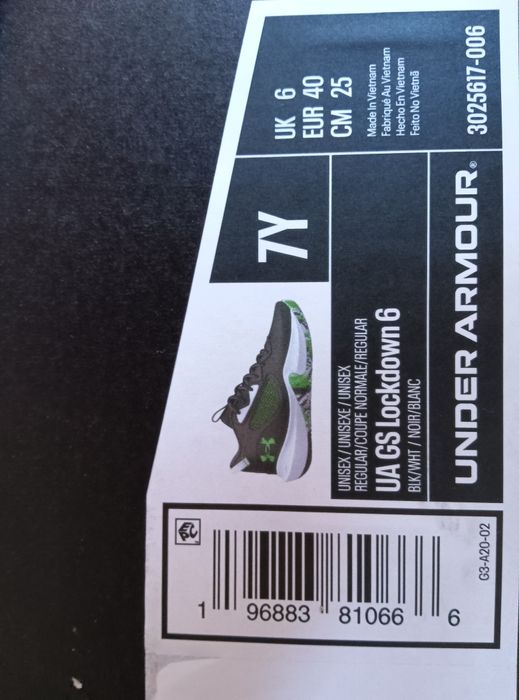 7Y
UK 6
EUR 40
CM 25
Made In Vietnam
Fabriqué Au Vietnam
Hecho En Vietnam
Feito No Vietnã
3025617-006
UNISEX / UNISEXE / UNISEX
REGULAR/COUPE NORMALE/REGULAR
UA GS Lockdown 6
BLK/WHT / NOIR/BLANC
UNDER ARMOUR®
1 96883 81066 6
G3-A20-02